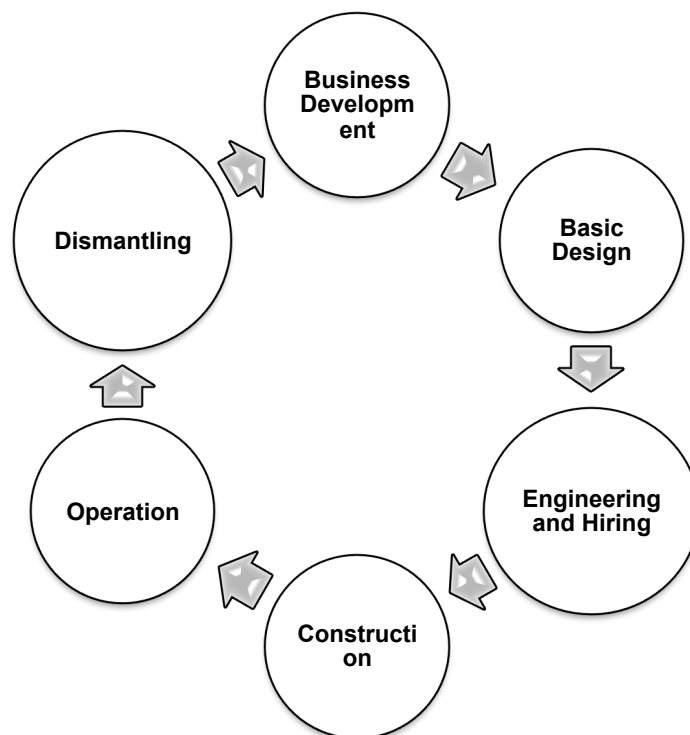 Business
Developm
ent
Basic
Design
Engineering
and Hiring
Constructi
on
Operation
Dismantling